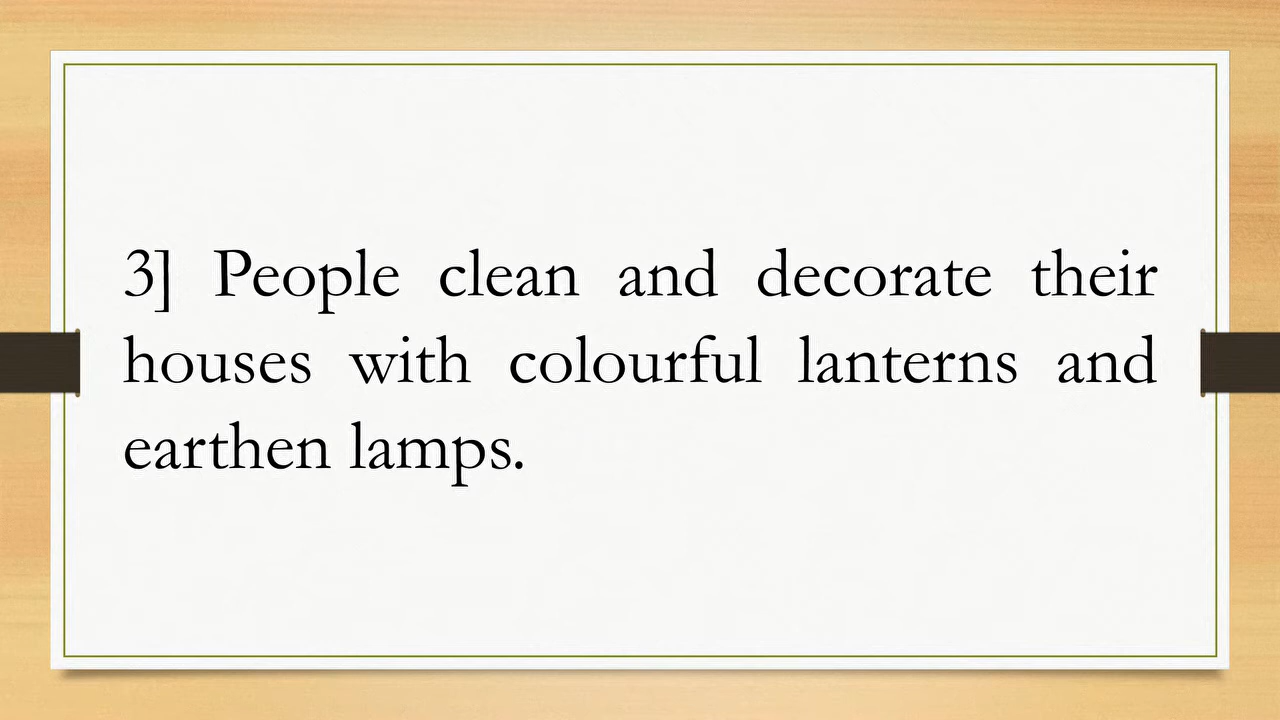 3] People clean and decorate their
houses with colourful lanterns and
earthen lamps.